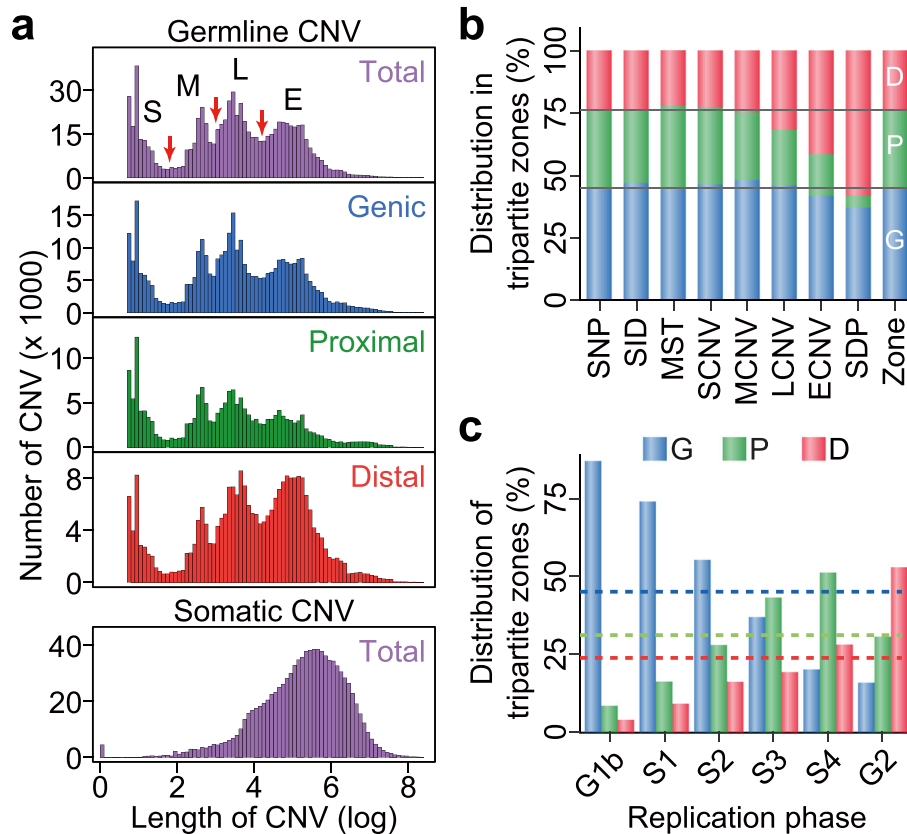 a
Germline CNV
Total
S
M
L
E
30
15
0
Genic
15
10
5
0
Proximal
10
5
0
Distal
8
4
0
Somatic CNV
Total
40
20
0
0 2 4 6 8
Length of CNV (log)
Number of CNV (x 1000)
b
Distribution in
tripartite zones (%)
100
75
50
25
0
D
P
G
SNP SID MST SCNV MCNV LCNV ECNV SDP Zone
c
G P D
Distribution of
tripartite zones (%)
75
50
25
0
G1b S1 S2 S3 S4 G2
Replication phase